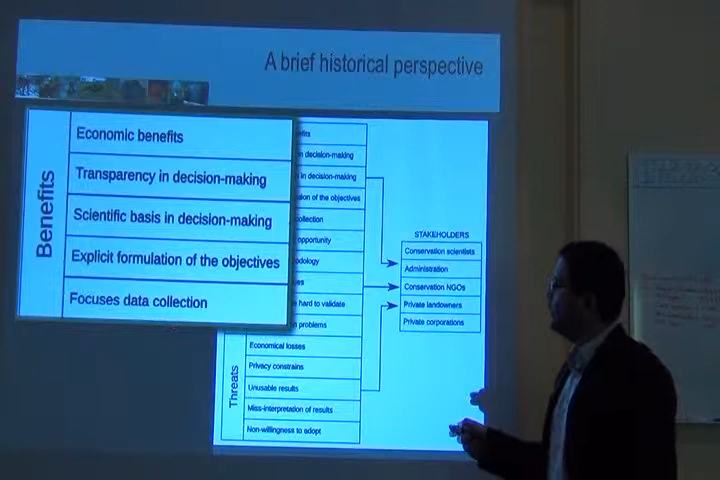 A brief historical perspective
Benefits
Economic benefits
Transparency in decision-making
Scientific basis in decision-making
Explicit formulation of the objectives
Focuses data collection
decision-making
in decision-making
of the objectives
opportunity
hard to validate
problems
Threats
Economical losses
Privacy constrains
Unusable results
Miss-interpretation of results
Non-willingness to adopt
STAKEHOLDERS
Conservation scientists
Administration
Conservation NGOs
Private landowners
Private corporations